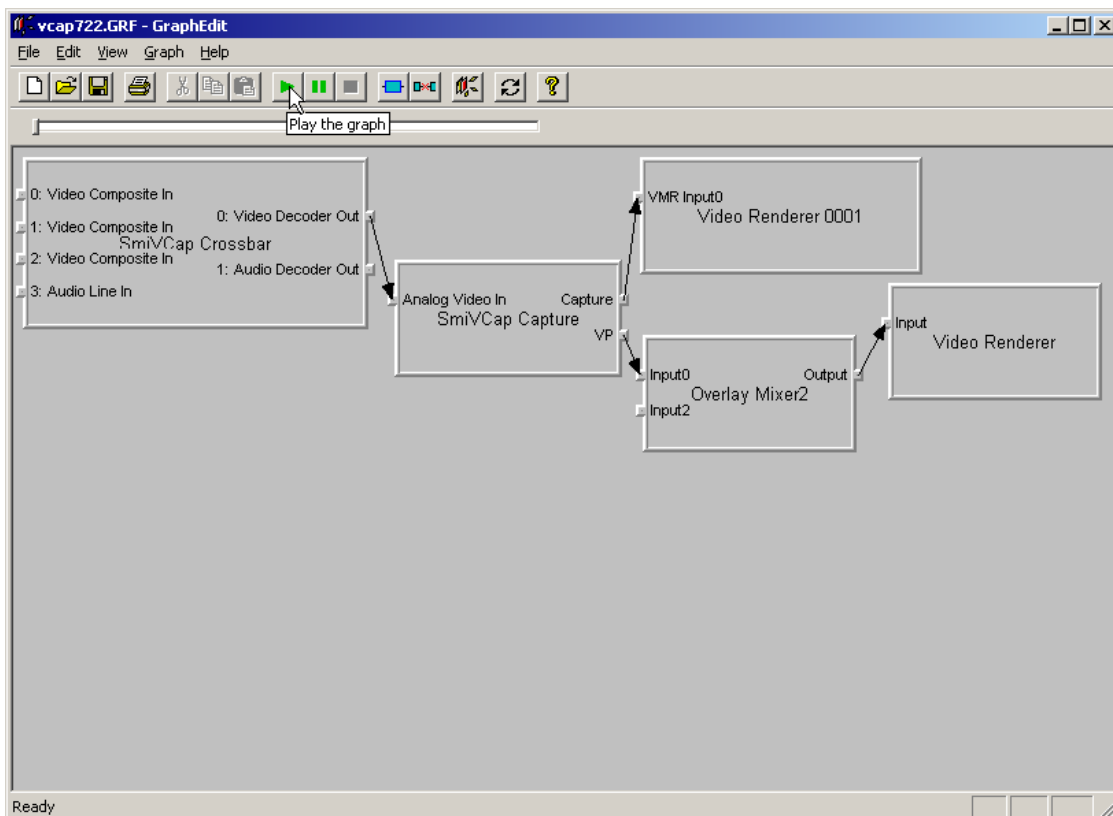 vcap722.GRF - GraphEdit
File Edit View Graph Help
Play the graph
0: Video Composite In
0: Video Decoder Out
1: Video Composite In
SmiVCap Crossbar
2: Video Composite In
1: Audio Decoder Out
3: Audio Line In
Analog Video In
Capture
SmiVCap Capture
VP
VMR Input0
Video Renderer 0001
Input0
Output
Overlay Mixer2
Input2
Input
Video Renderer
Ready